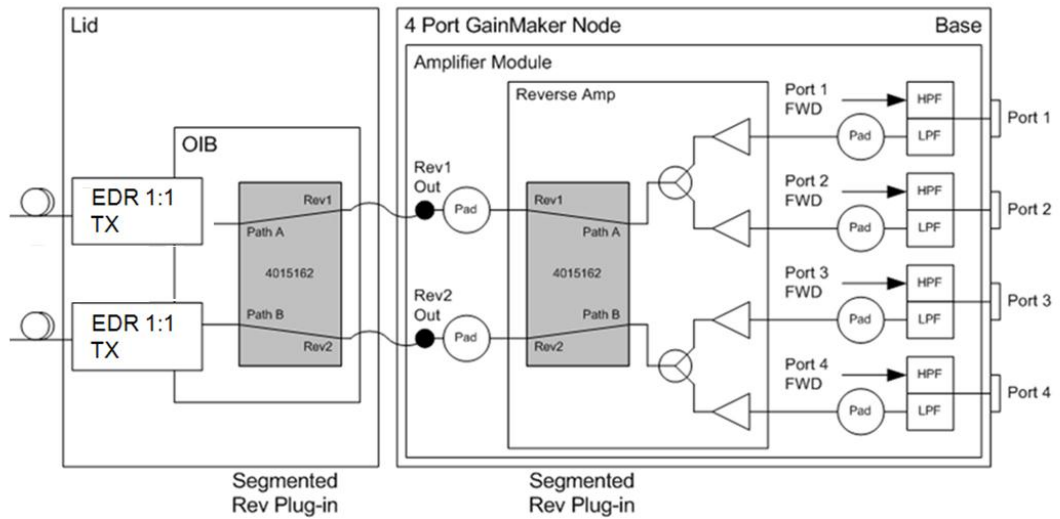 Lid
4 Port GainMaker Node
Base
Amplifier Module
Reverse Amp
OIB
EDR 1:1
TX
Rev1
Path A
4015162
Path B
Rev2
EDR 1:1
TX
Rev1
Out
Pad
Rev2
Out
Pad
Rev1
Path A
4015162
Path B
Rev2
Port 1
FWD
HPF
Pad
LPF
Port 1
Port 2
FWD
HPF
Pad
LPF
Port 2
Port 3
FWD
HPF
Pad
LPF
Port 3
Port 4
FWD
HPF
Pad
LPF
Port 4
Segmented
Rev Plug-in
Segmented
Rev Plug-in